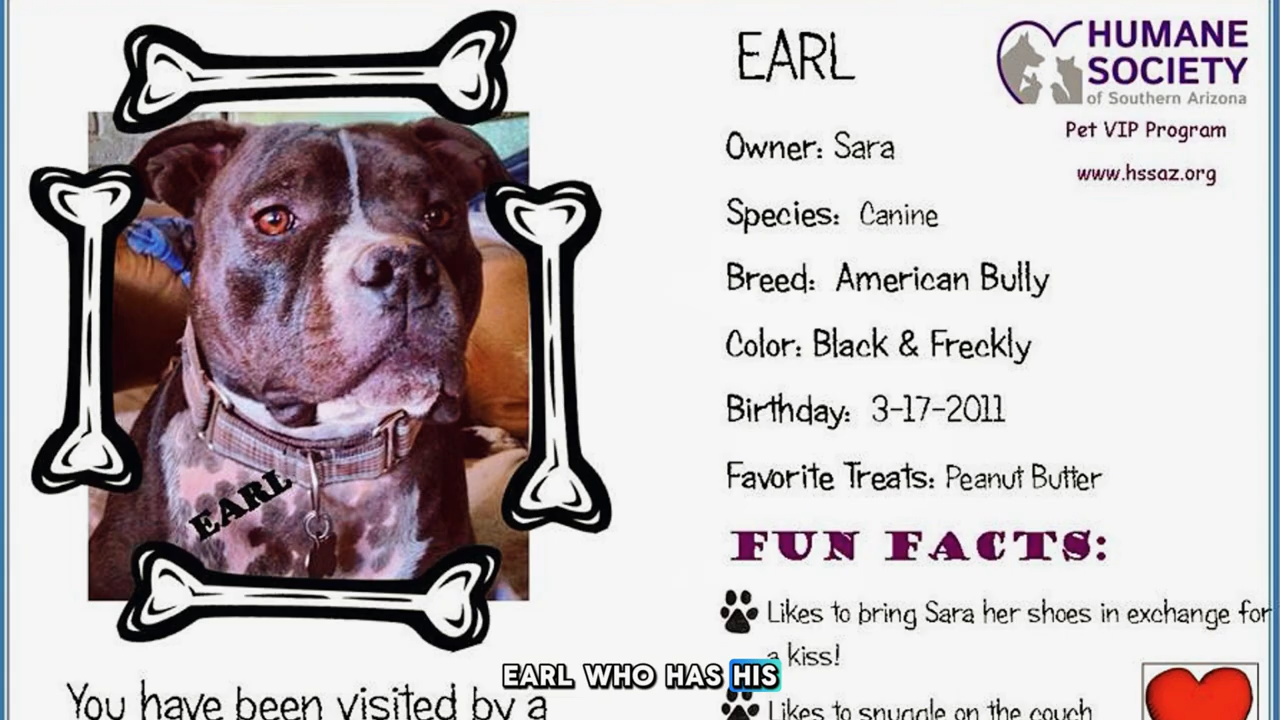 EARL
HUMANE
SOCIETY
of Southern Arizona
Pet VIP Program
www.hssaz.org
Owner: Sara
Species: Canine
Breed: American Bully
Color: Black & Freckly
Birthday: 3-17-2011
Favorite Treats: Peanut Butter
FUN FACTS:
Likes to bring Sara her shoes in exchange for
a kiss!
Likes to snuggle on the couch
EARL
You have been visited by a
EARL WHO HAS HIS